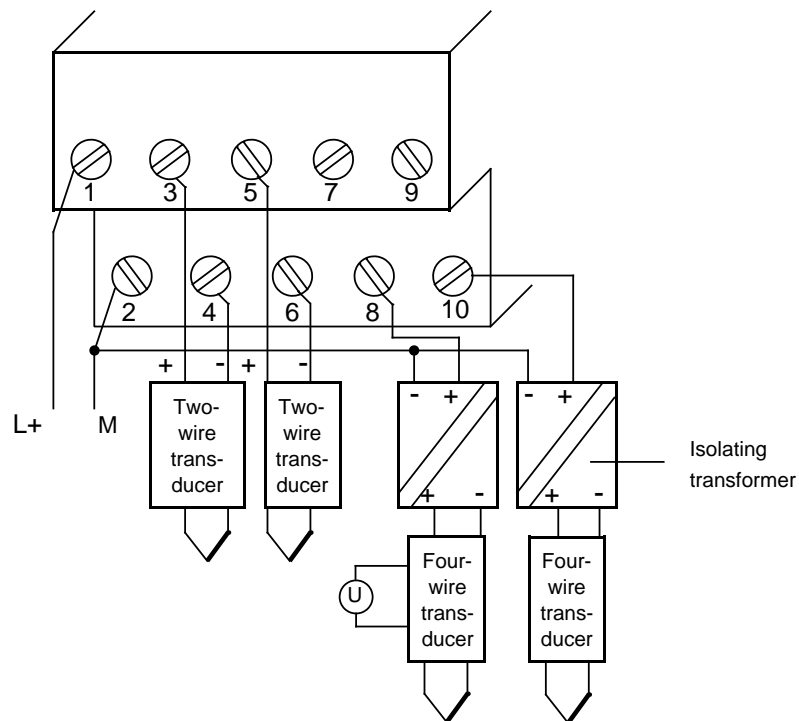 1 3 5 7 9
2 4 6 8 10
+ - + -
L+ M
- + - +
Two-
wire
trans-
ducer
Two-
wire
trans-
ducer
Isolating
transformer
+ - + -
U
Four-
wire
trans-
ducer
Four-
wire
trans-
ducer